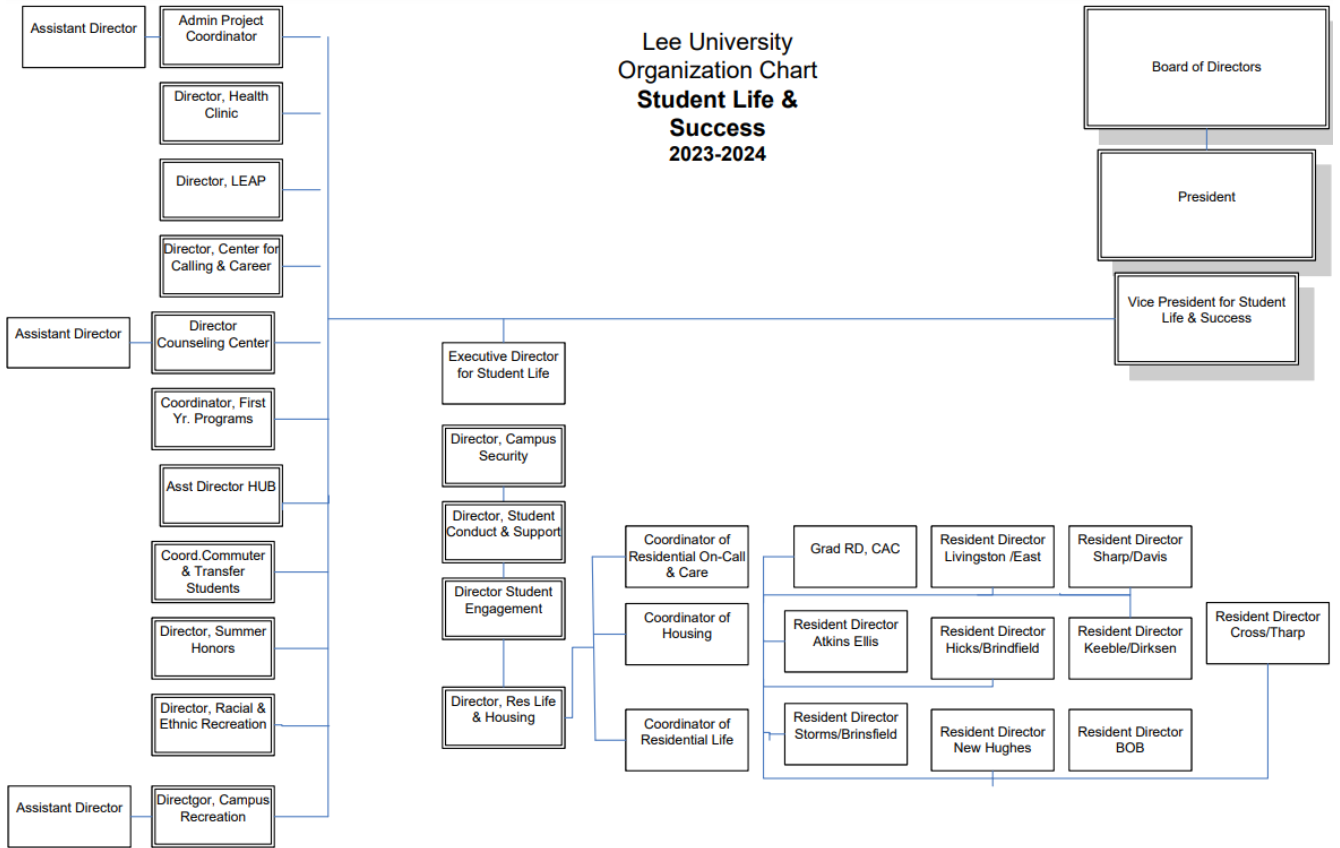 Lee University
Organization Chart
Student Life &
Success
2023-2024
Board of Directors
President
Vice President for Student
Life & Success
Assistant Director
Admin Project
Coordinator
Director, Health
Clinic
Director, LEAP
Director, Center for
Calling & Career
Assistant Director
Director
Counseling Center
Coordinator, First
Yr. Programs
Asst Director HUB
Coord.Commuter
& Transfer
Students
Director, Summer
Honors
Director, Racial &
Ethnic Recreation
Assistant Director
Directgor, Campus
Recreation
Executive Director
for Student Life
Director, Campus
Security
Director, Student
Conduct & Support
Director Student
Engagement
Director, Res Life
& Housing
Coordinator of
Residential On-Call
& Care
Coordinator of
Housing
Coordinator of
Residential Life
Grad RD, CAC
Resident Director
Livingston /East
Resident Director
Sharp/Davis
Resident Director
Atkins Ellis
Resident Director
Hicks/Brindfield
Resident Director
Keeble/Dirksen
Resident Director
Cross/Tharp
Resident Director
Storms/Brinsfield
Resident Director
New Hughes
Resident Director
BOB